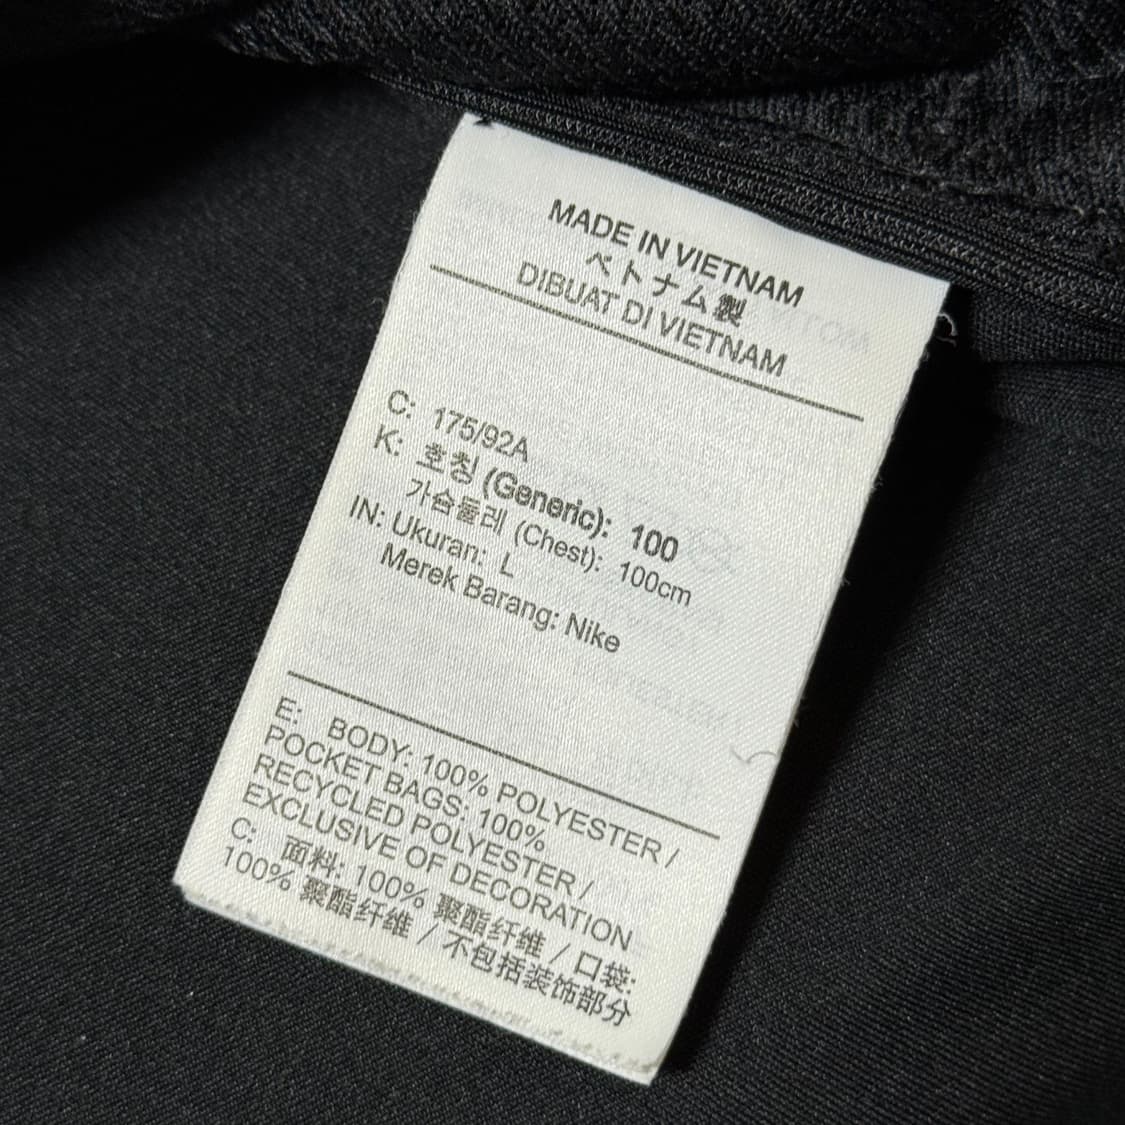 MADE IN VIETNAM
ベトナム製
DIBUAT DI VIETNAM
C: 175/92A
K: 호칭 (Generic): 100
가슴둘레 (Chest): 100cm
IN: Ukuran: L
Merek Barang: Nike
E: BODY: 100% POLYESTER /
POCKET BAGS: 100%
RECYCLED POLYESTER /
EXCLUSIVE OF DECORATION
C: 面料: 100% 聚酯纤维 / 口袋:
100% 聚酯纤维 / 不包括装饰部分